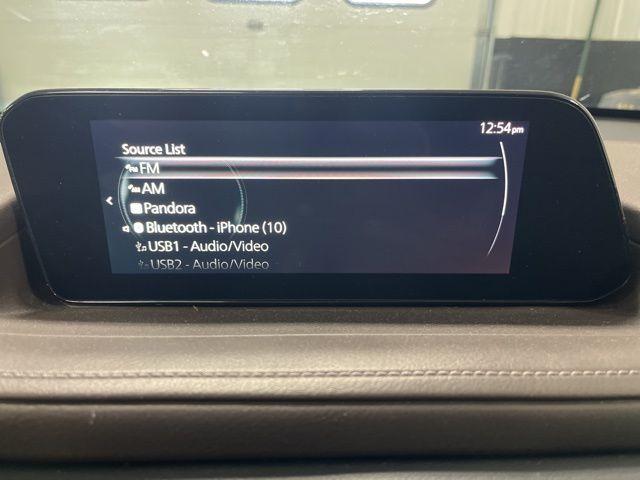 12:54pm
Source List
FM
AM
Pandora
Bluetooth - iPhone (10)
USB1 - Audio/Video
USB2 - Audio/Video